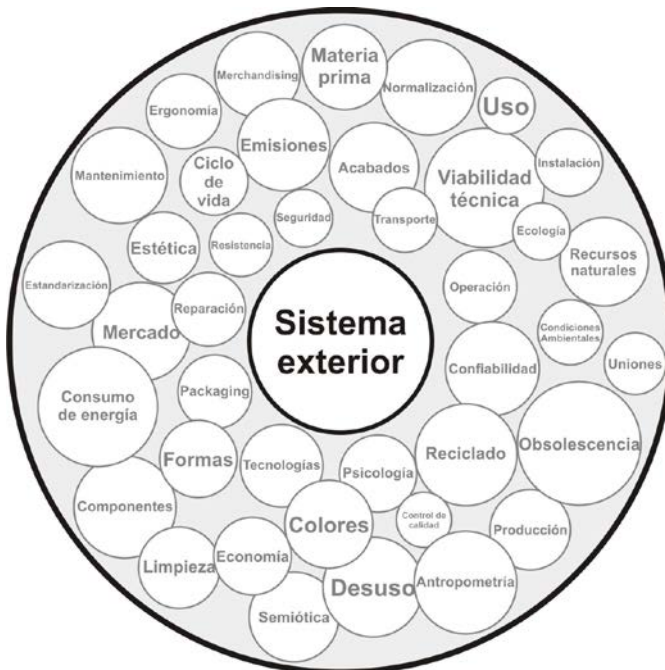 Materia
prima
Merchandising
Normalización
Ergonomía
Uso
Emisiones
Acabados
Instalación
Mantenimiento
Ciclo
de
vida
Viabilidad
técnica
Seguridad
Transporte
Ecología
Estética
Resistencia
Recursos
naturales
Estandarización
Operación
Reparación
Mercado
Sistema
exterior
Condiciones
Ambientales
Uniones
Confiabilidad
Packaging
Consumo
de energía
Obsolescencia
Formas
Tecnologías
Psicología
Reciclado
Componentes
Colores
Control de
calidad
Producción
Limpieza
Economía
Desuso
Antropometría
Semiótica